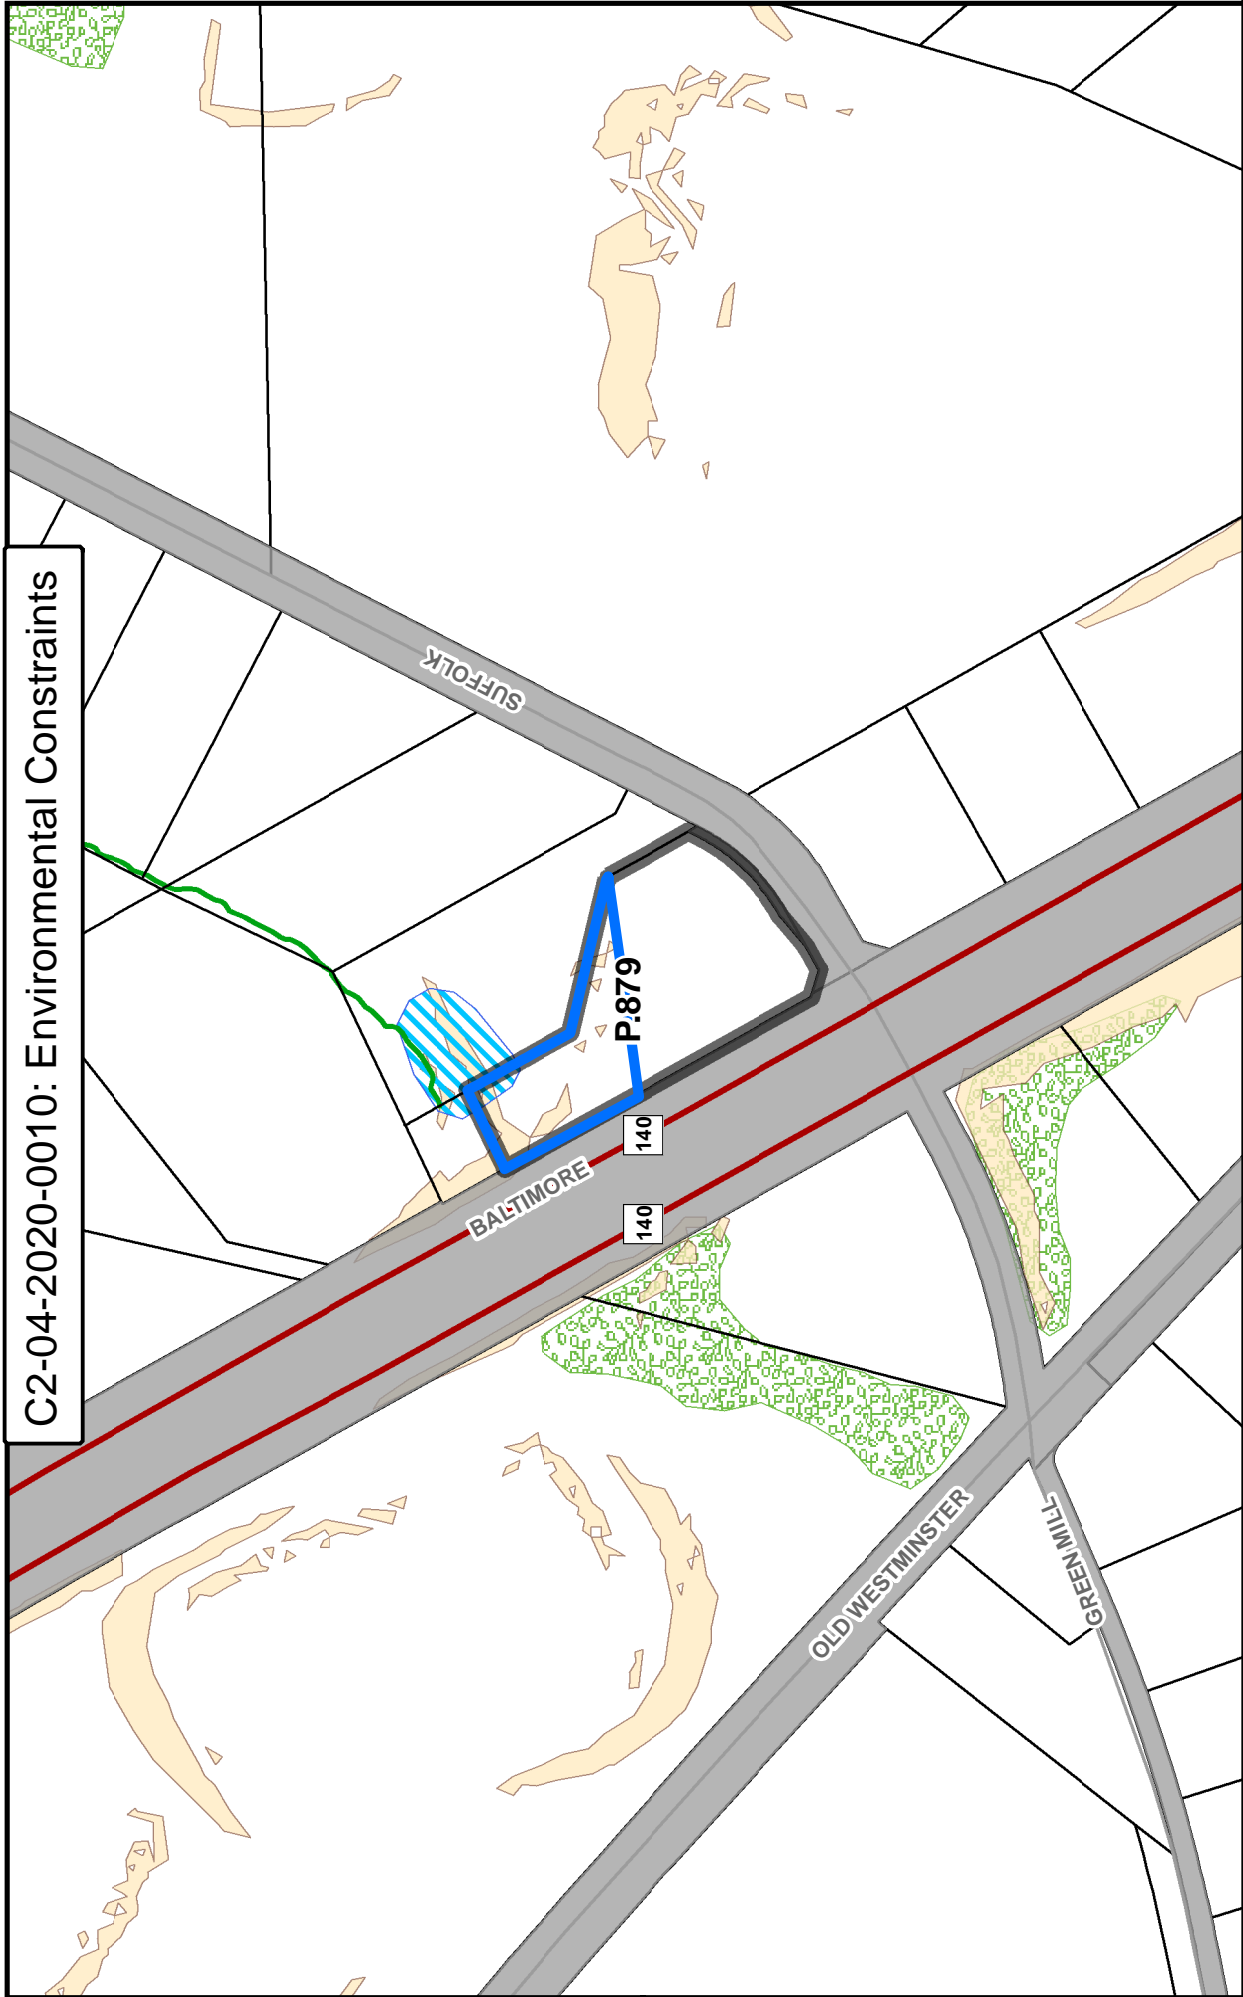 C2-04-2020-0010: Environmental Constraints
SUFFOLK
P.879
BALTIMORE
140
140
OLD WESTMINSTER
GREEN MILL